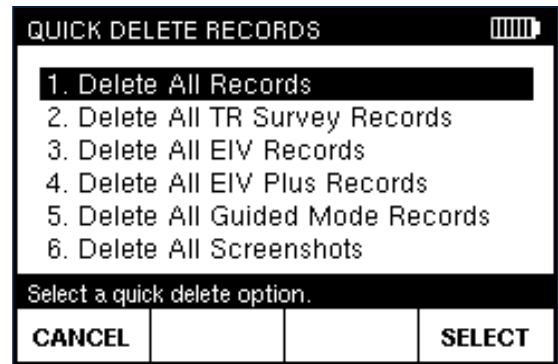 QUICK DELETE RECORDS
1. Delete All Records
2. Delete All TR Survey Records
3. Delete All EIV Records
4. Delete All EIV Plus Records
5. Delete All Guided Mode Records
6. Delete All Screenshots
Select a quick delete option.
CANCEL SELECT